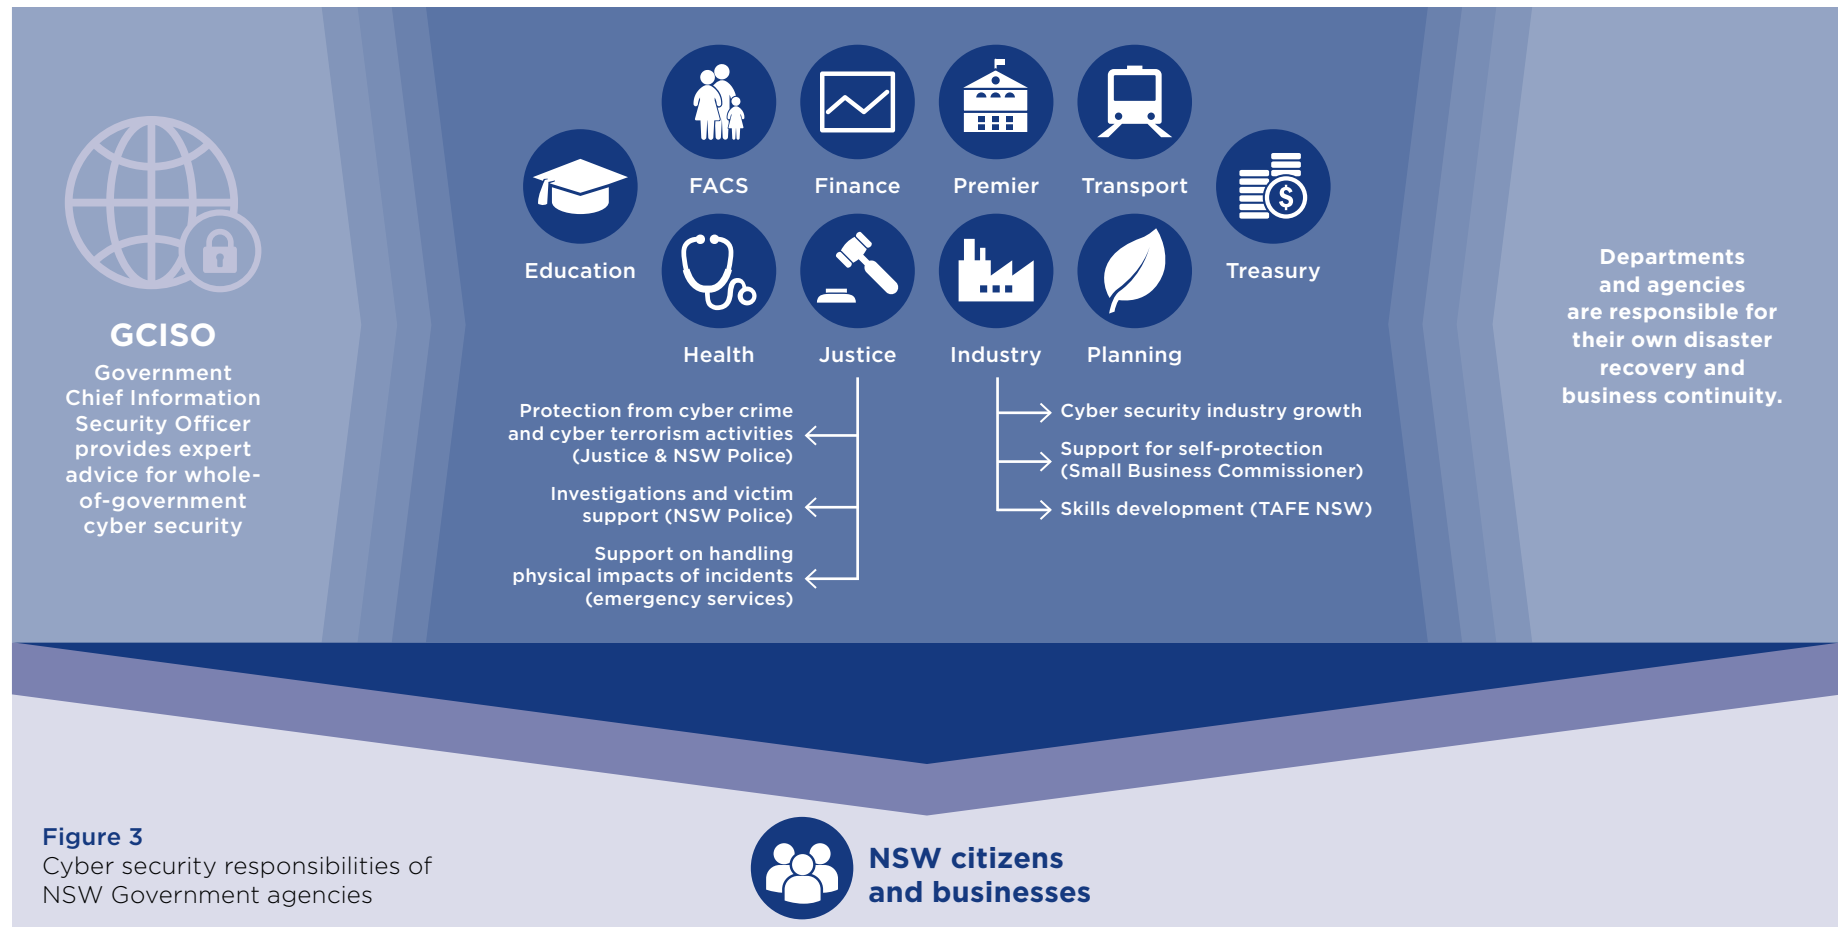 GCISO
Government
Chief Information
Security Officer
provides expert
advice for whole-
of-government
cyber security
FACS
Finance
Premier
Transport
Education
Treasury
$
Health
Justice
Industry
Planning
Protection from cyber crime
and cyber terrorism activities
(Justice & NSW Police)
Investigations and victim
support (NSW Police)
Support on handling
physical impacts of incidents
(emergency services)
Cyber security industry growth
Support for self-protection
(Small Business Commissioner)
Skills development (TAFE NSW)
Departments
and agencies
are responsible for
their own disaster
recovery and
business continuity.
Figure 3
Cyber security responsibilities of
NSW Government agencies
NSW citizens
and businesses